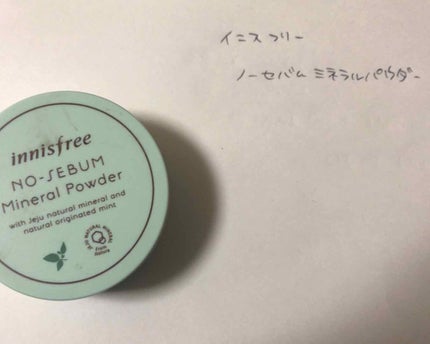 イニスフリー
ノーセバム ミネラルパウダー
innisfree
NO-SEBUM
Mineral Powder
with Jeju natural mineral and
natural originated mint